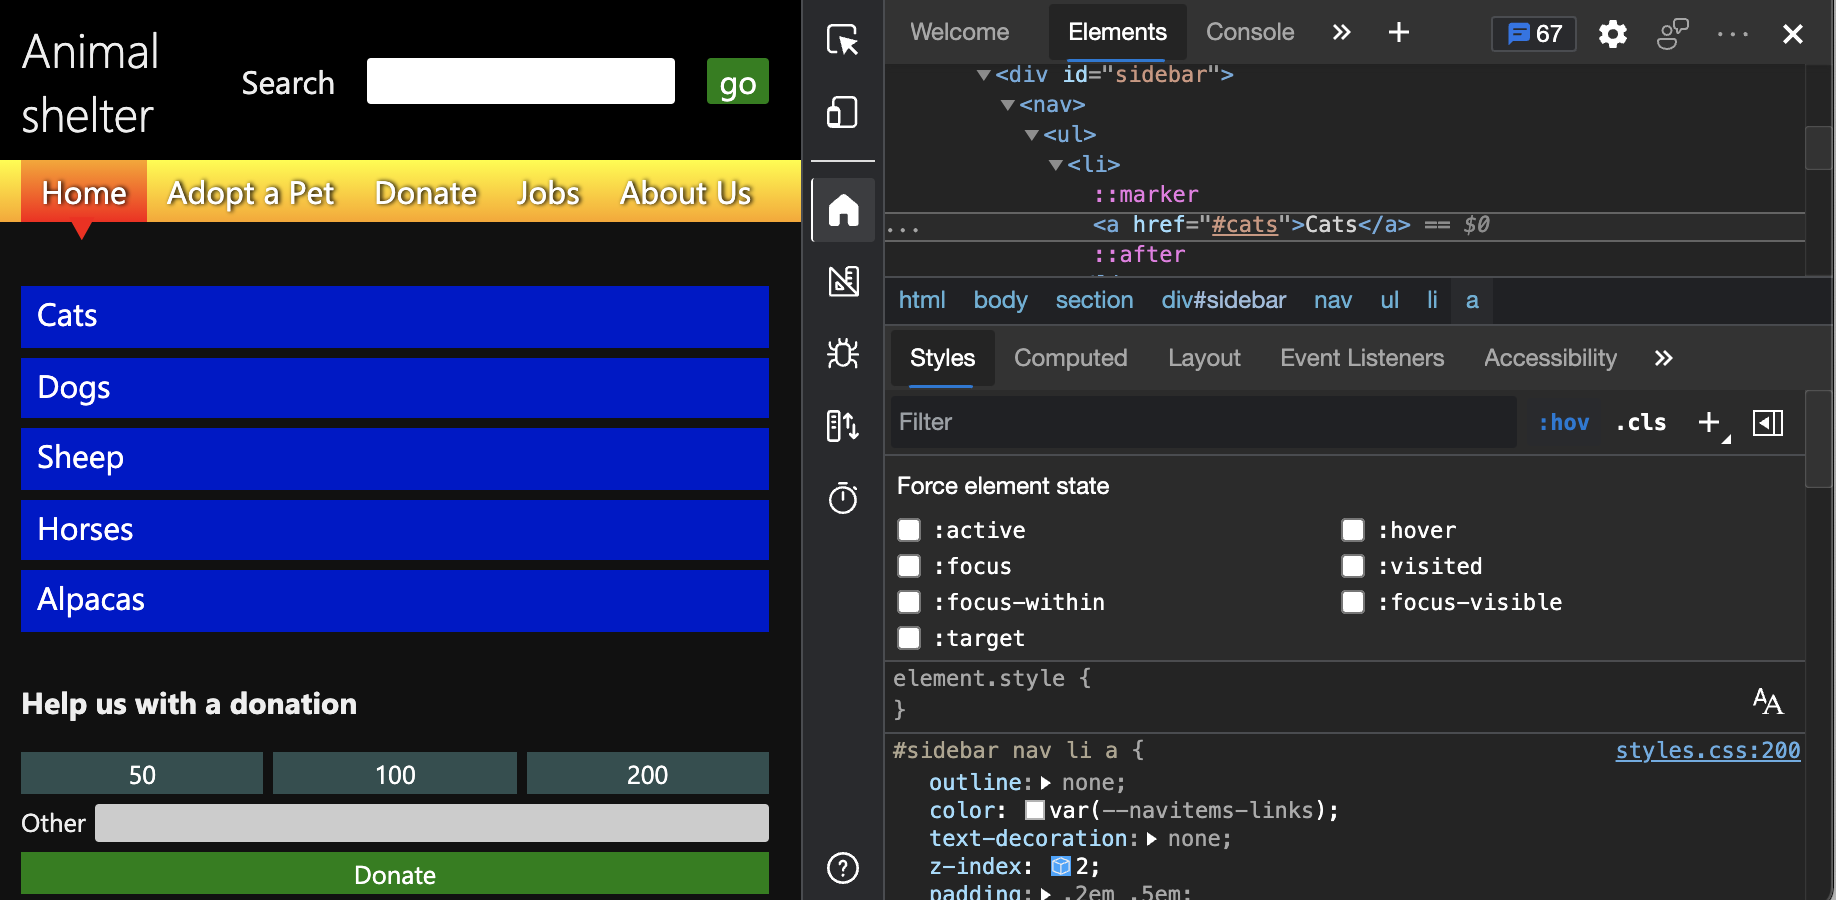 Animal
shelter
Search
go
Home
Adopt a Pet
Donate
Jobs
About Us
Cats
Dogs
Sheep
Horses
Alpacas
Help us with a donation
50
100
200
Other
Donate
Welcome
Elements
Console
67
<div id="sidebar">
<nav>
<ul>
<li>
::marker
... <a href="#cats">Cats</a> == $0
::after
html body section div#sidebar nav ul li a
Styles
Computed
Layout
Event Listeners
Accessibility
Filter
:hov
.cls
Force element state
:active
:hover
:focus
:visited
:focus-within
:focus-visible
:target
element.style {
}
#sidebar nav li a {
styles.css:200
outline: none;
color: var(--navitems-links);
text-decoration: none;
z-index: 2;
padding: .2em .5em;